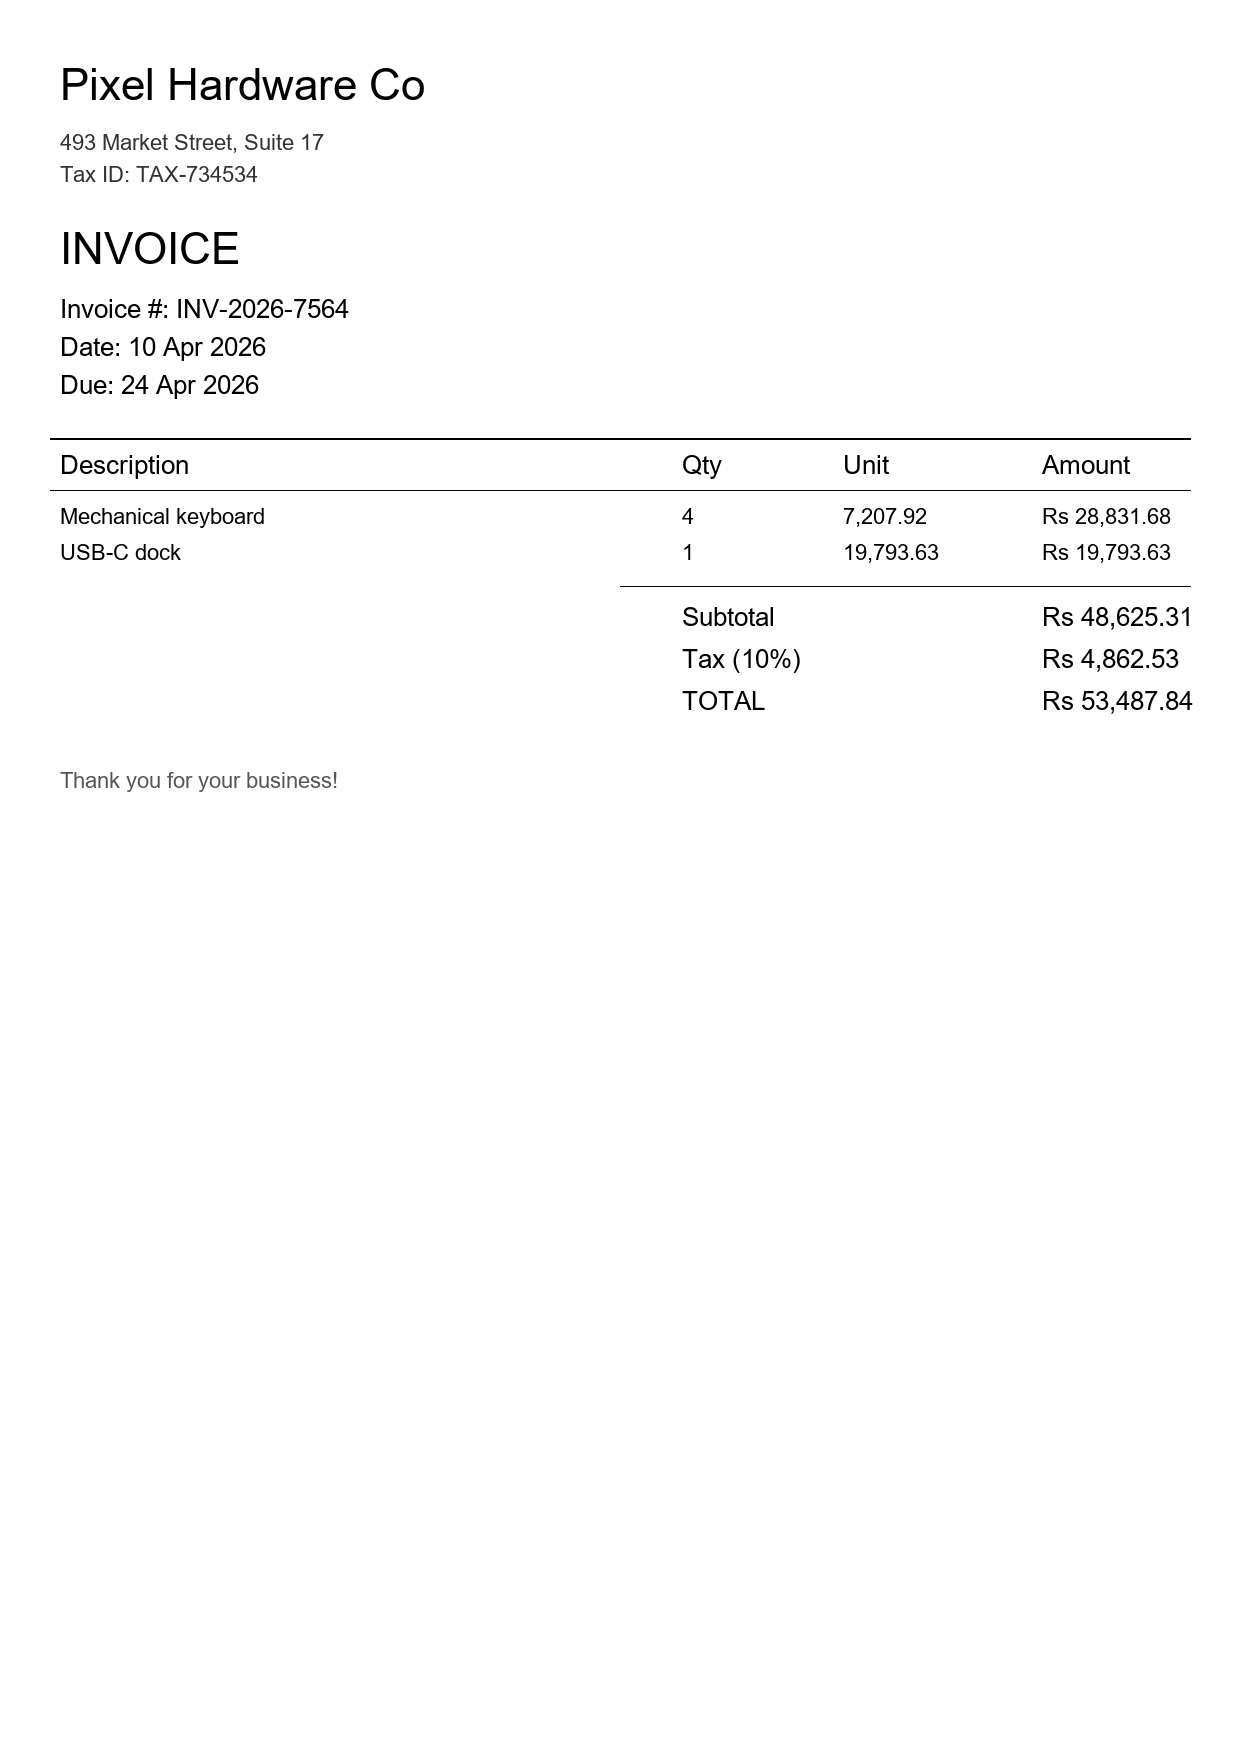 Pixel Hardware Co
493 Market Street, Suite 17
Tax ID: TAX-734534
INVOICE
Invoice #: INV-2026-7564
Date: 10 Apr 2026
Due: 24 Apr 2026
Description Qty Unit Amount
Mechanical keyboard 4 7,207.92 Rs 28,831.68
USB-C dock 1 19,793.63 Rs 19,793.63
Subtotal Rs 48,625.31
Tax (10%) Rs 4,862.53
TOTAL Rs 53,487.84
Thank you for your business!